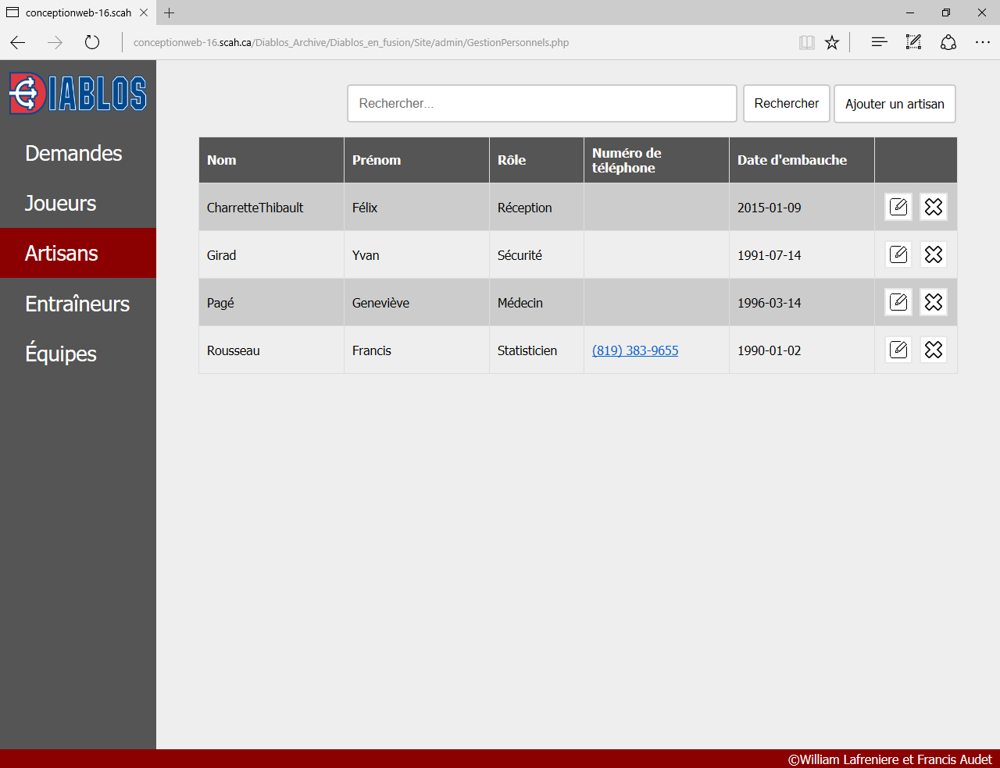 conceptionweb-16.scah
conceptionweb-16.scah.ca/Diablos_Archive/Diablos_en_fusion/Site/admin/GestionPersonnels.php
DIABLOS
Demandes
Joueurs
Artisans
Entraîneurs
Équipes
Rechercher...
Rechercher
Ajouter un artisan
Nom Prénom Rôle Numéro de téléphone Date d'embauche
CharretteThibault Félix Réception 2015-01-09
Girad Yvan Sécurité 1991-07-14
Pagé Geneviève Médecin 1996-03-14
Rousseau Francis Statisticien (819) 383-9655 1990-01-02
©William Lafreniere et Francis Audet